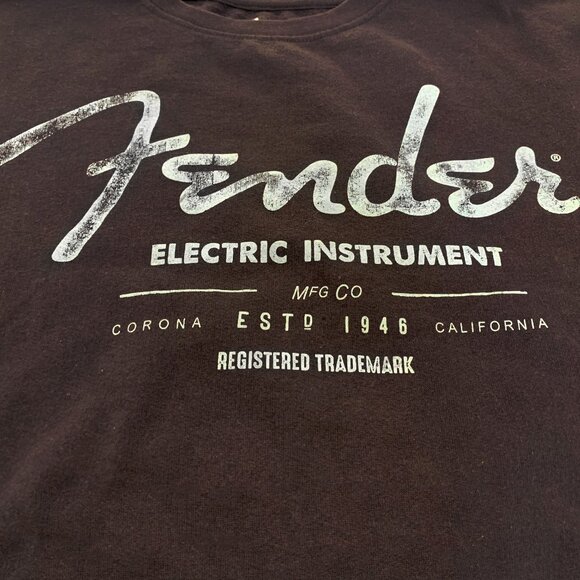 Fender®
ELECTRIC INSTRUMENT
MFG CO
CORONA ESTD 1946 CALIFORNIA
REGISTERED TRADEMARK